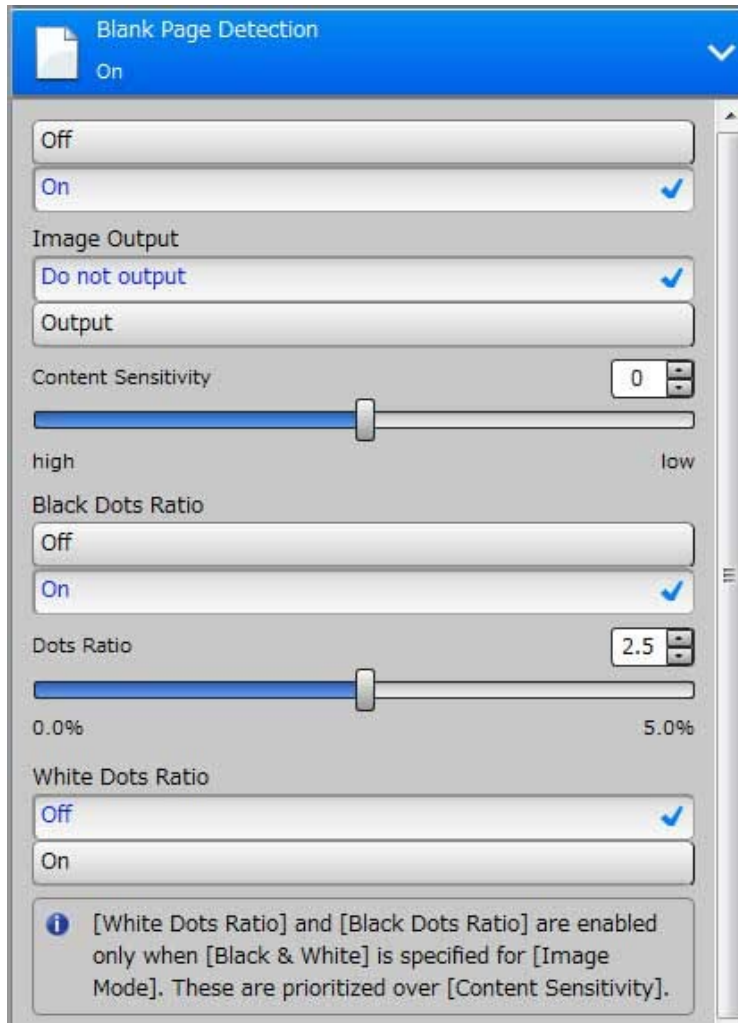 Blank Page Detection
On
Off
On
Image Output
Do not output
Output
Content Sensitivity
0
high
low
Black Dots Ratio
Off
On
Dots Ratio
2.5
0.0%
5.0%
White Dots Ratio
Off
On
[White Dots Ratio] and [Black Dots Ratio] are enabled
only when [Black & White] is specified for [Image
Mode]. These are prioritized over [Content Sensitivity].